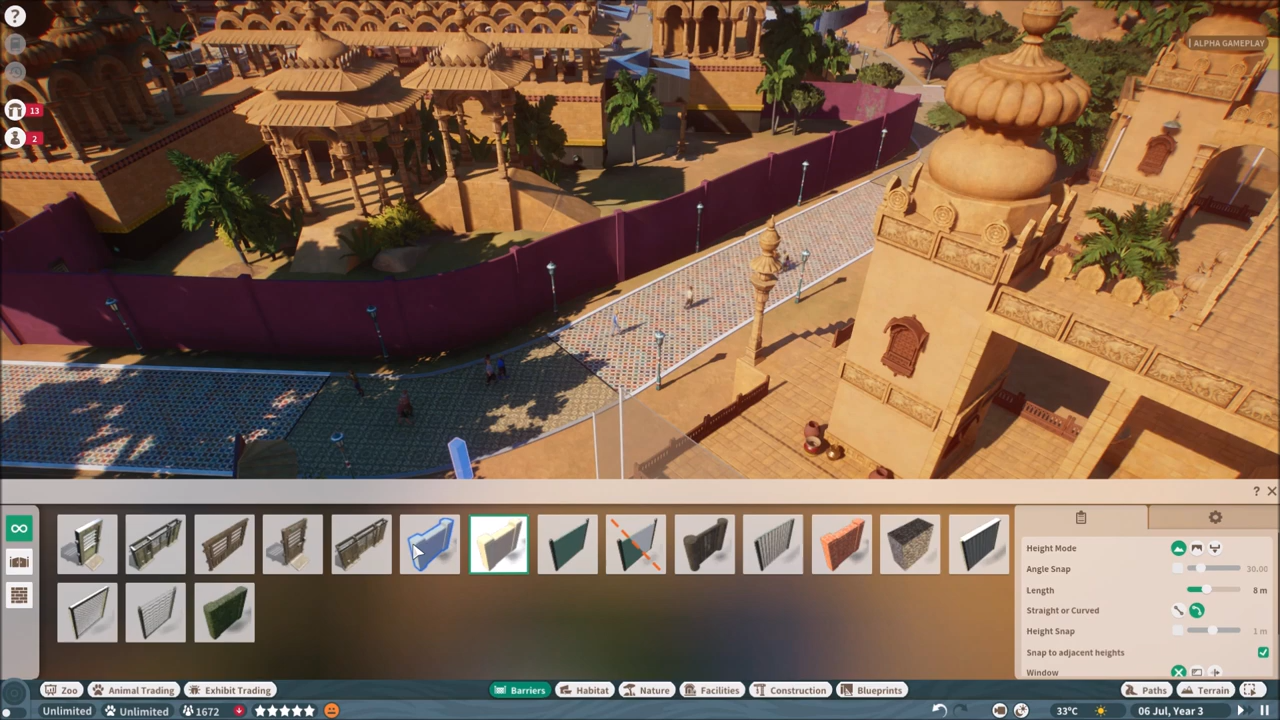 ?
ALPHA GAMEPLAY
13
2
?
Height Mode
Angle Snap 30.00
Length 8 m
Straight or Curved
Height Snap 1 m
Snap to adjacent heights
Window
Zoo Animal Trading Exhibit Trading Barriers Habitat Nature Facilities Construction Blueprints Paths Terrain
Unlimited Unlimited 1672 33°C 06 Jul, Year 3